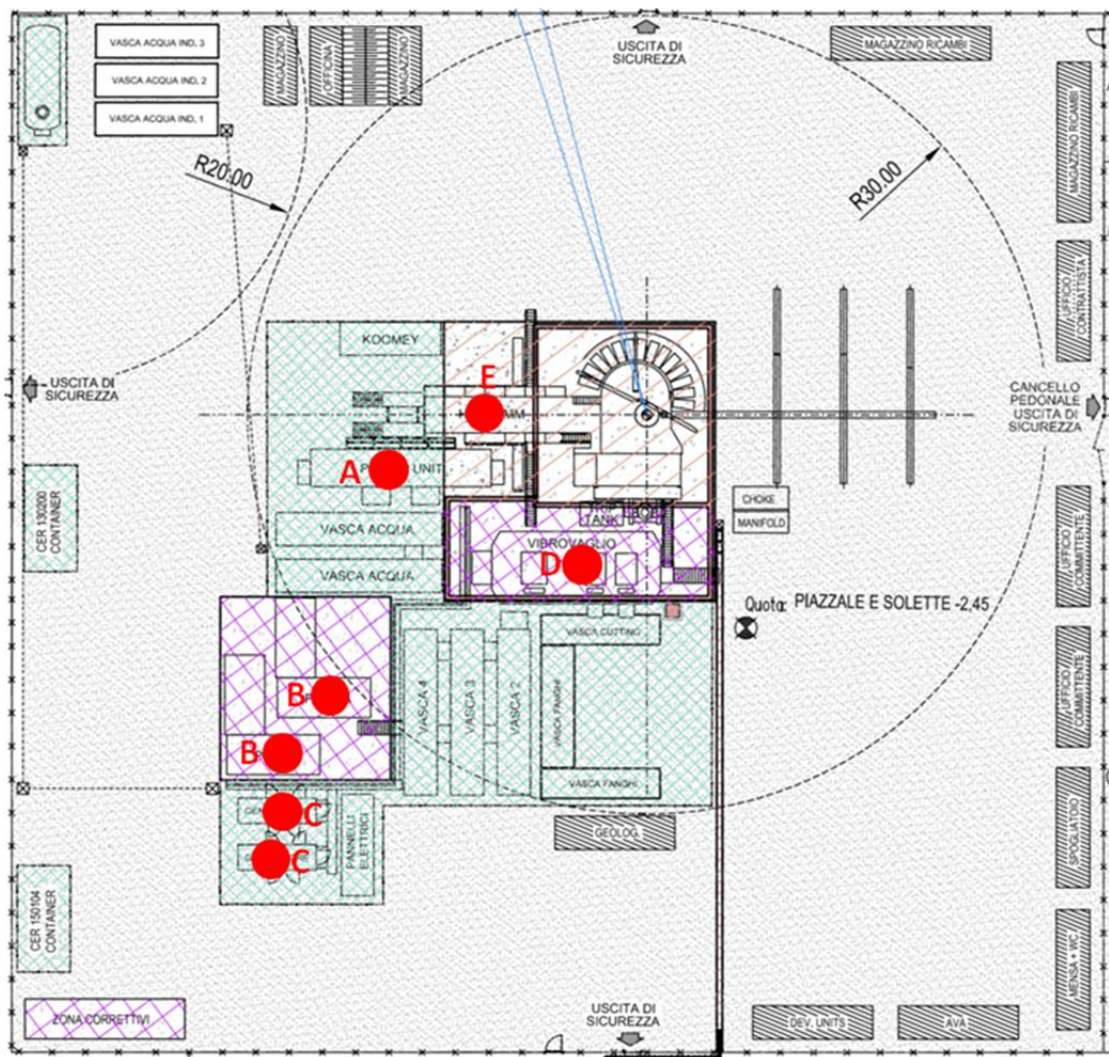 VASCA ACQUA IND. 3
VASCA ACQUA IND. 2
VASCA ACQUA IND. 1
MAGAZZINO
OFFICINA
MAGAZZINO
USCITA DI
SICUREZZA
MAGAZZINO RICAMBI
MAGAZZINO RICAMBI
R20.00
R30.00
UFFICIO
CONTRATTISTA
USCITA DI
SICUREZZA
KOOMEY
E
MM
CANCELLO
PEDONALE
USCITA DI
SICUREZZA
A
UNIT
CER 130200
CONTAINER
CHOKE
MANIFOLD
VASCA ACQUA
TANK
VIBROVAGLIO
D
VASCA ACQUA
UFFICIO
COMMITTENTE
Quota: PIAZZALE E SOLETTE -2,45
VASCA CUTTING
B
VASCA 4
VASCA 3
VASCA 2
VASCA FANGHI
UFFICIO
COMMITTENTE
B
VASCA FANGHI
C
C
PANNELLI
ELETTRICI
GEOLOG.
SPOGLIATOIO
CER 150104
CONTAINER
MENSA + WC
ZONA CORRETTIVI
USCITA DI
SICUREZZA
DEV. UNITS
AVA